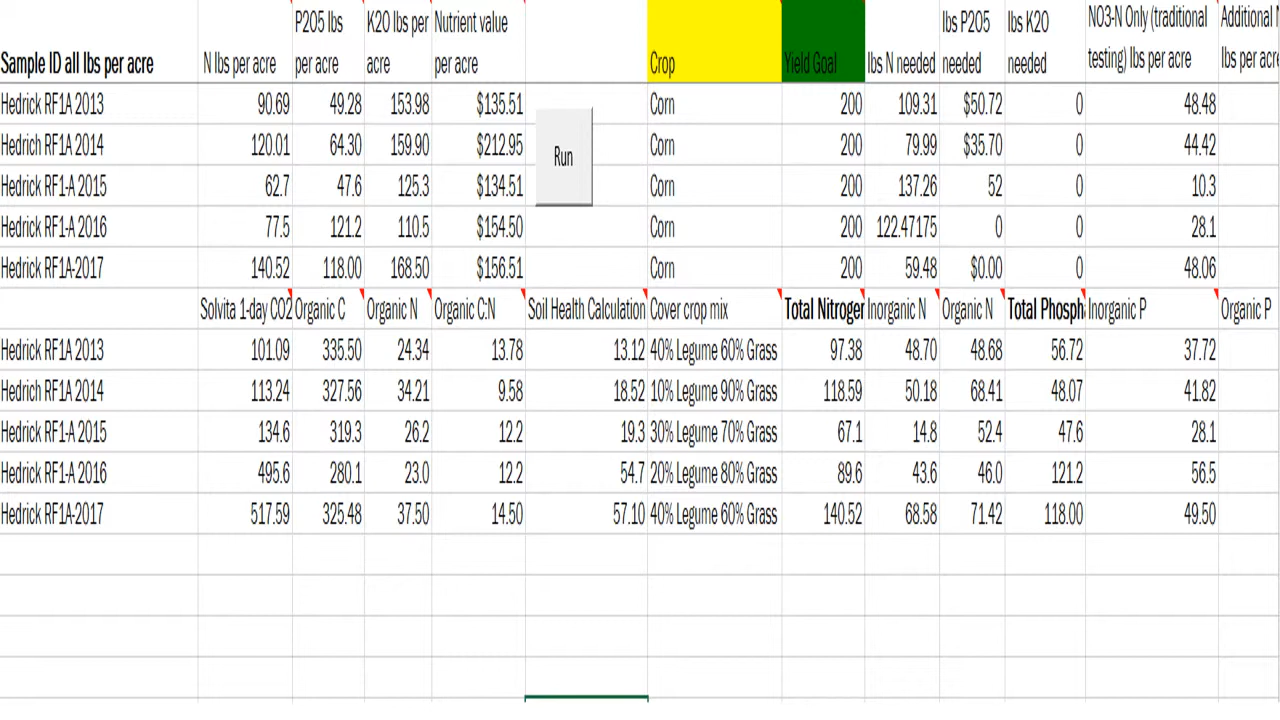 P2O5 lbs K20 lbs per Nutrient value lbs P2O5 lbs K2O NO3-N Only (traditional Additional
Sample ID all lbs per acre N lbs per acre per acre acre per acre Crop Yield Goal lbs N needed needed needed testing) lbs per acre lbs per acre
Hedrick RF1A 2013 90.69 49.28 153.98 $135.51 Corn 200 109.31 $50.72 0 48.48
Hedrich RF1A 2014 120.01 64.30 159.90 $212.95 Corn 200 79.99 $35.70 0 44.42
Run
Hedrick RF1-A 2015 62.7 47.6 125.3 $134.51 Corn 200 137.26 52 0 10.3
Hedrick RF1-A 2016 77.5 121.2 110.5 $154.50 Corn 200 122.47175 0 0 28.1
Hedrick RF1A-2017 140.52 118.00 168.50 $156.51 Corn 200 59.48 $0.00 0 48.06
Solvita 1-day CO2 Organic C Organic N Organic C:N Soil Health Calculation Cover crop mix Total Nitroger Inorganic N Organic N Total Phosph Inorganic P Organic P
Hedrick RF1A 2013 101.09 335.50 24.34 13.78 13.12 40% Legume 60% Grass 97.38 48.70 48.68 56.72 37.72
Hedrich RF1A 2014 113.24 327.56 34.21 9.58 18.52 10% Legume 90% Grass 118.59 50.18 68.41 48.07 41.82
Hedrick RF1-A 2015 134.6 319.3 26.2 12.2 19.3 30% Legume 70% Grass 67.1 14.8 52.4 47.6 28.1
Hedrick RF1-A 2016 495.6 280.1 23.0 12.2 54.7 20% Legume 80% Grass 89.6 43.6 46.0 121.2 56.5
Hedrick RF1A-2017 517.59 325.48 37.50 14.50 57.10 40% Legume 60% Grass 140.52 68.58 71.42 118.00 49.50